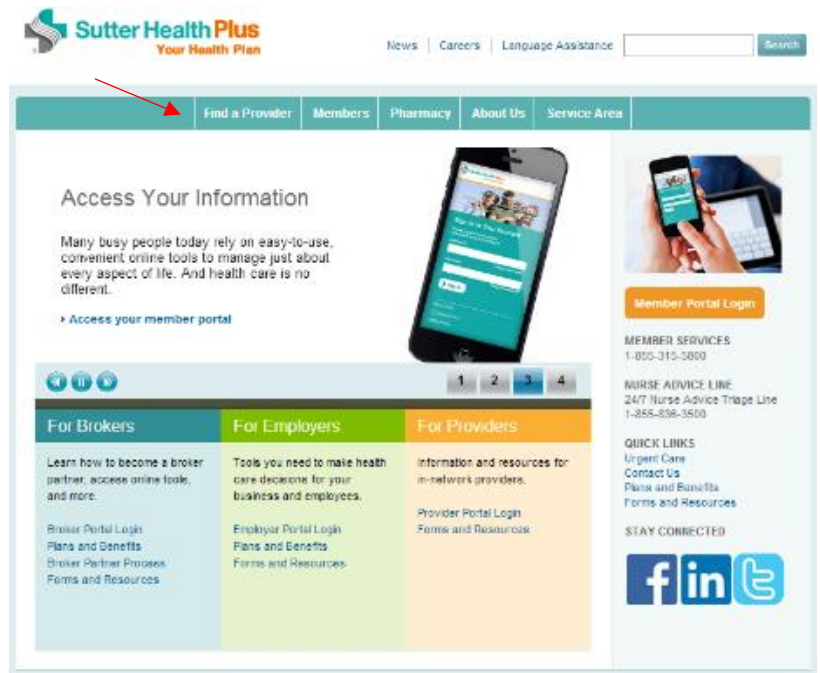 Sutter Health Plus
Your Health Plan
News
Careers
Language Assistance
Search
Find a Provider
Members
Pharmacy
About Us
Service Area
Access Your Information
Many busy people today rely on easy-to-use,
convenient online tools to manage just about
every aspect of life. And health care is no
different.
Access your member portal
1 2 3 4
For Brokers
Learn how to become a broker
partner, access online tools,
and more.
Broker Portal Login
Plans and Benefits
Broker Partner Process
Forms and Resources
For Employers
Tools you need to make health
care decisions for your
business and employees.
Employer Portal Login
Plans and Benefits
Forms and Resources
For Providers
Information and resources for
in-network providers.
Provider Portal Login
Forms and Resources
Member Portal Login
MEMBER SERVICES
1-855-315-5800
NURSE ADVICE LINE
24/7 Nurse Advice Triage Line
1-855-836-3500
QUICK LINKS
Urgent Care
Contact Us
Plans and Benefits
Forms and Resources
STAY CONNECTED
f in t